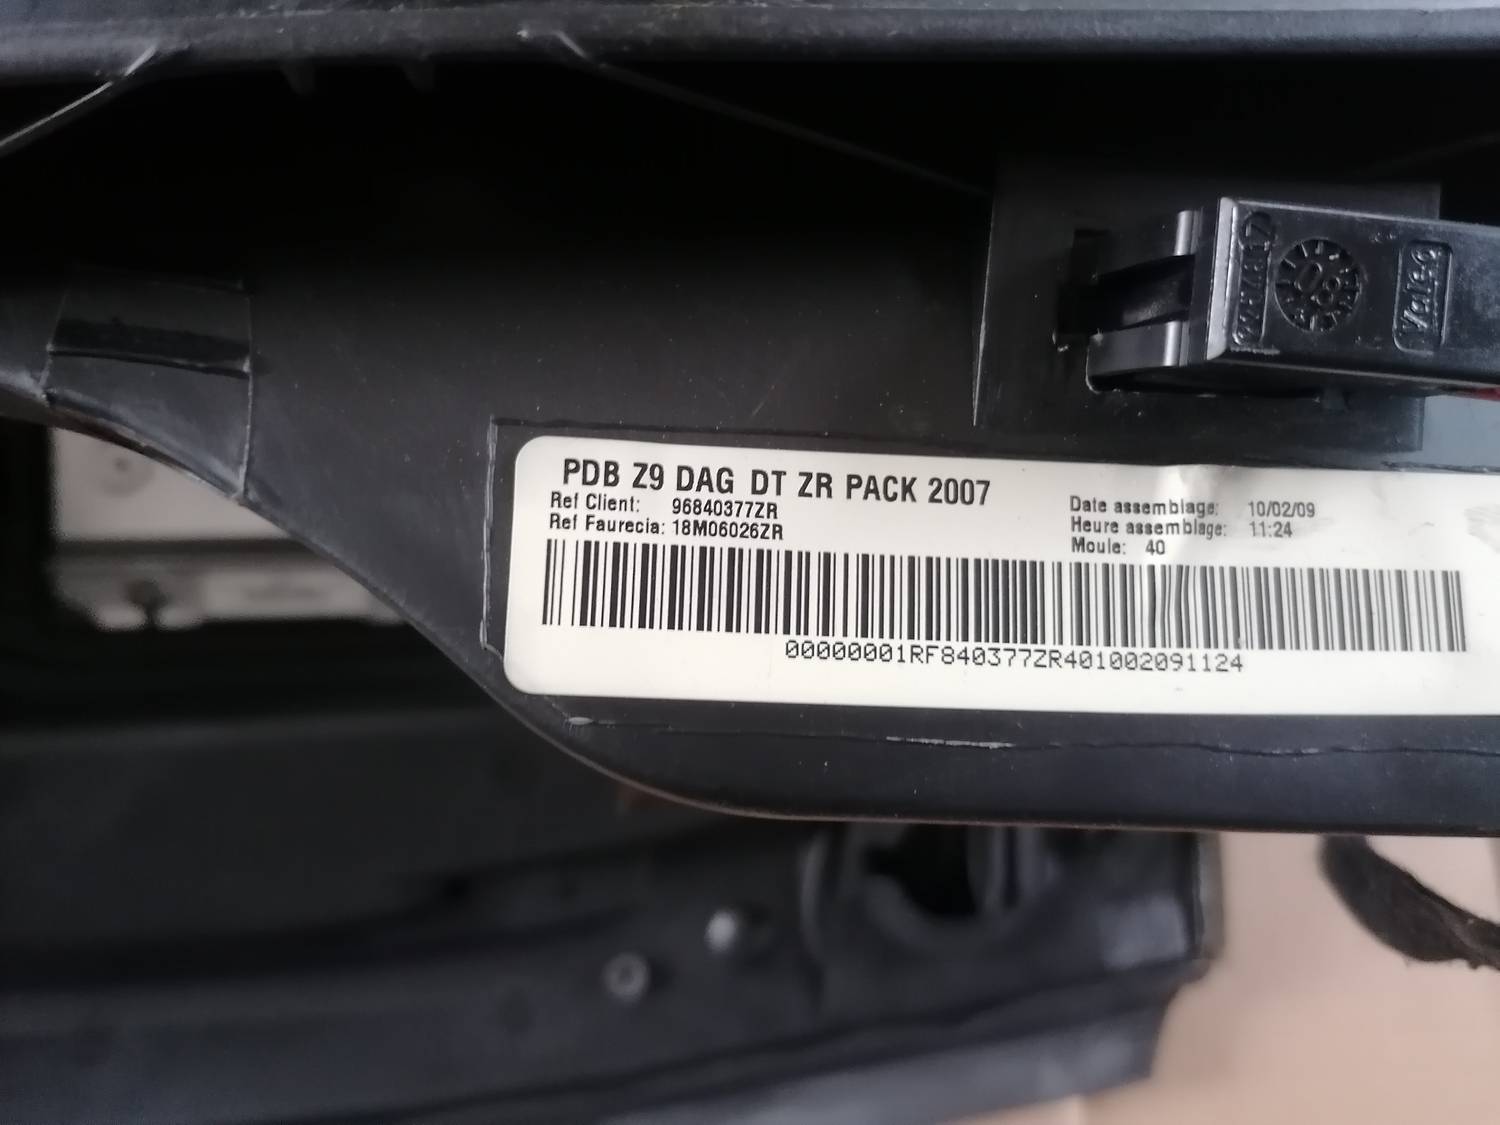 08
Valeo
PDB Z9 DAG DT ZR PACK 2007
Ref Client: 96840377ZR
Ref Faurecia: 18M06026ZR
Date assemblage: 10/02/09
Heure assemblage: 11:24
Moule: 40
00000001RF840377ZR401002091124